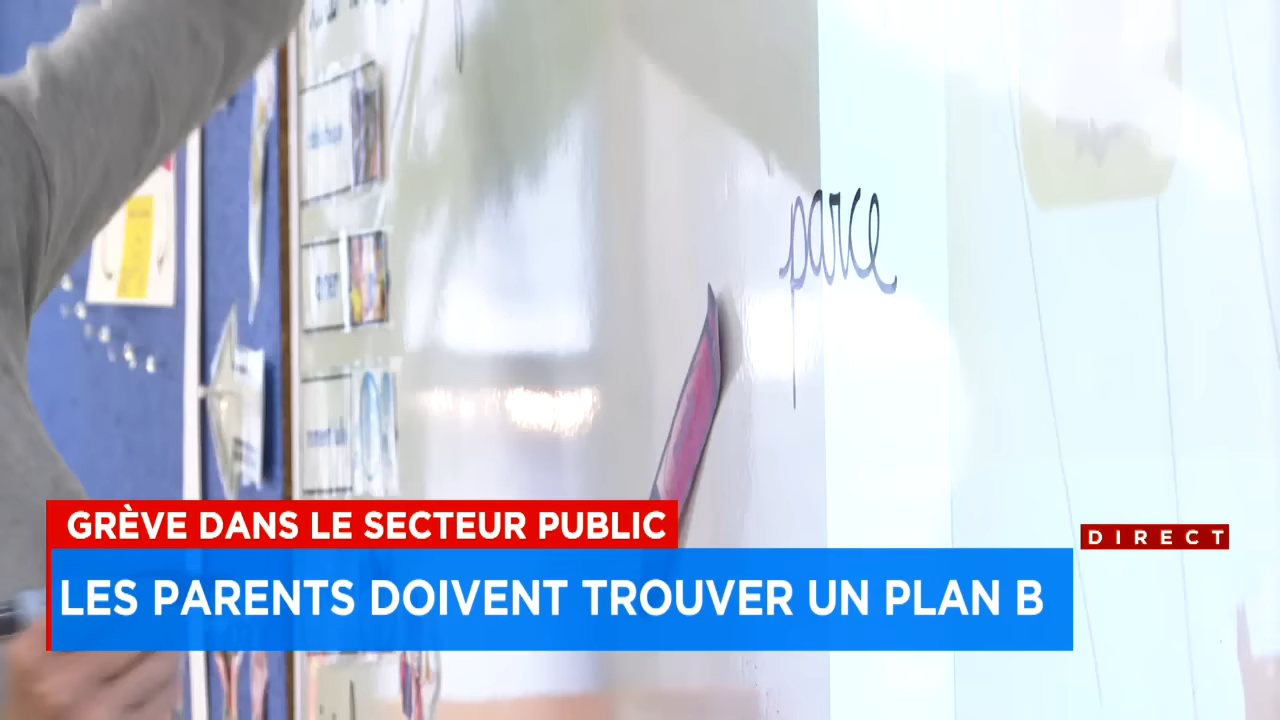 parce
GRÈVE DANS LE SECTEUR PUBLIC
DIRECT
LES PARENTS DOIVENT TROUVER UN PLAN B